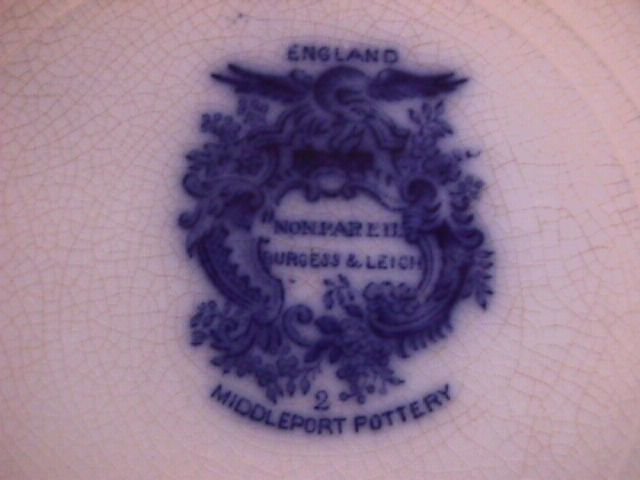 ENGLAND
"NONPAREIL
BURGESS & LEIGH
2
MIDDLEPORT POTTERY